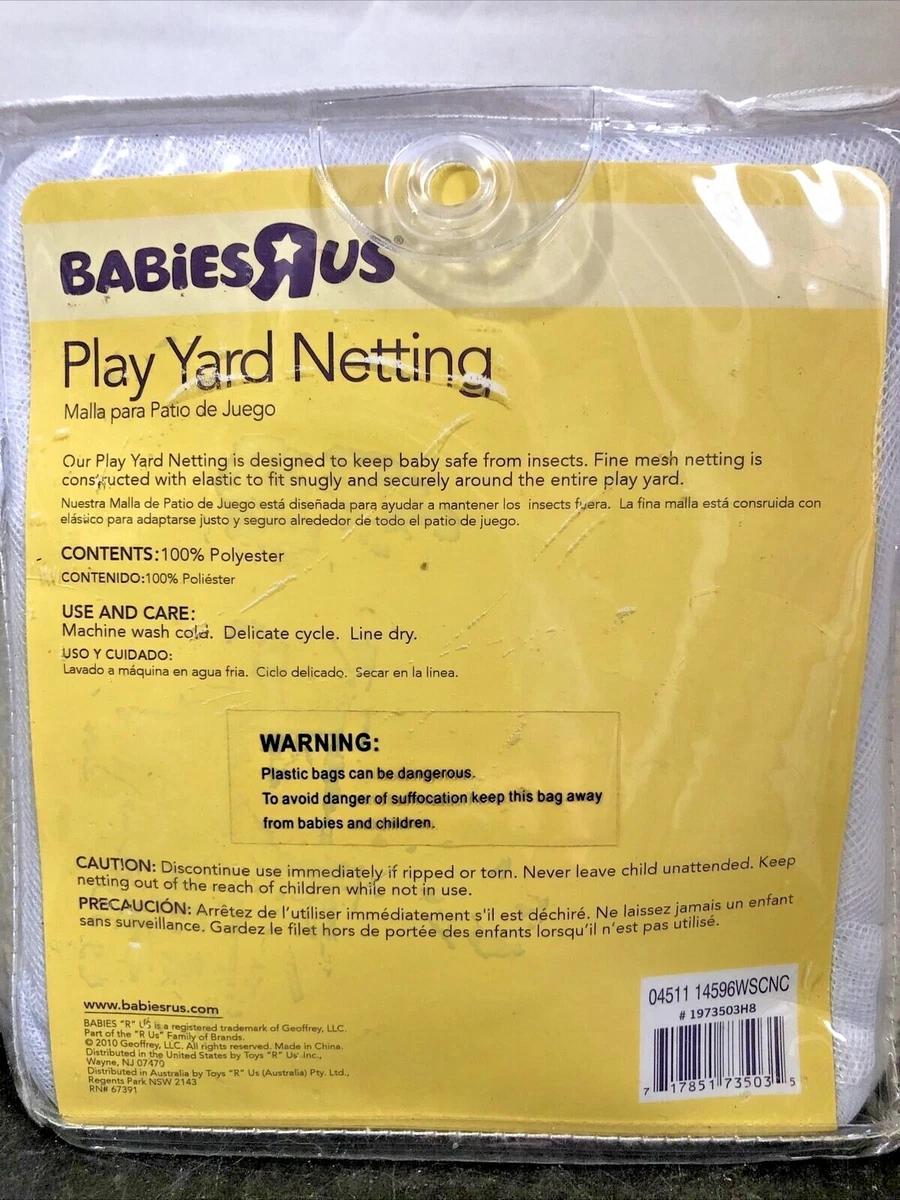 BABiES R US®
Play Yard Netting
Malla para Patio de Juego
Our Play Yard Netting is designed to keep baby safe from insects. Fine mesh netting is
constructed with elastic to fit snugly and securely around the entire play yard.
Nuestra Malla de Patio de Juego está diseñada para ayudar a mantener los insects fuera. La fina malla está consruida con
elástico para adaptarse justo y seguro alrededor de todo el patio de juego.
CONTENTS: 100% Polyester
CONTENIDO: 100% Poliéster
USE AND CARE:
Machine wash cold. Delicate cycle. Line dry.
USO Y CUIDADO:
Lavado a máquina en agua fria. Ciclo delicado. Secar en la linea.
WARNING:
Plastic bags can be dangerous.
To avoid danger of suffocation keep this bag away
from babies and children.
CAUTION: Discontinue use immediately if ripped or torn. Never leave child unattended. Keep
netting out of the reach of children while not in use.
PRECAUCIÓN: Arrêtez de l'utíliser immédiatement s'il est déchiré. Ne laissez jamais un enfant
sans surveillance. Gardez le filet hors de portée des enfants lorsqu'il n'est pas utilisé.
www.babiesrus.com
BABIES "R" US is a registered trademark of Geoffrey, LLC.
Part of the "R Us" Family of Brands.
© 2010 Geoffrey, LLC. All rights reserved. Made in China.
Distributed in the United States by Toys "R" Us Inc.,
Wayne, NJ 07470
Distributed in Australia by Toys "R" Us (Australia) Pty. Ltd.,
Regents Park NSW 2143
RN# 67391
04511 14596WSCNC
# 1973503H8
7 17851 73503 5